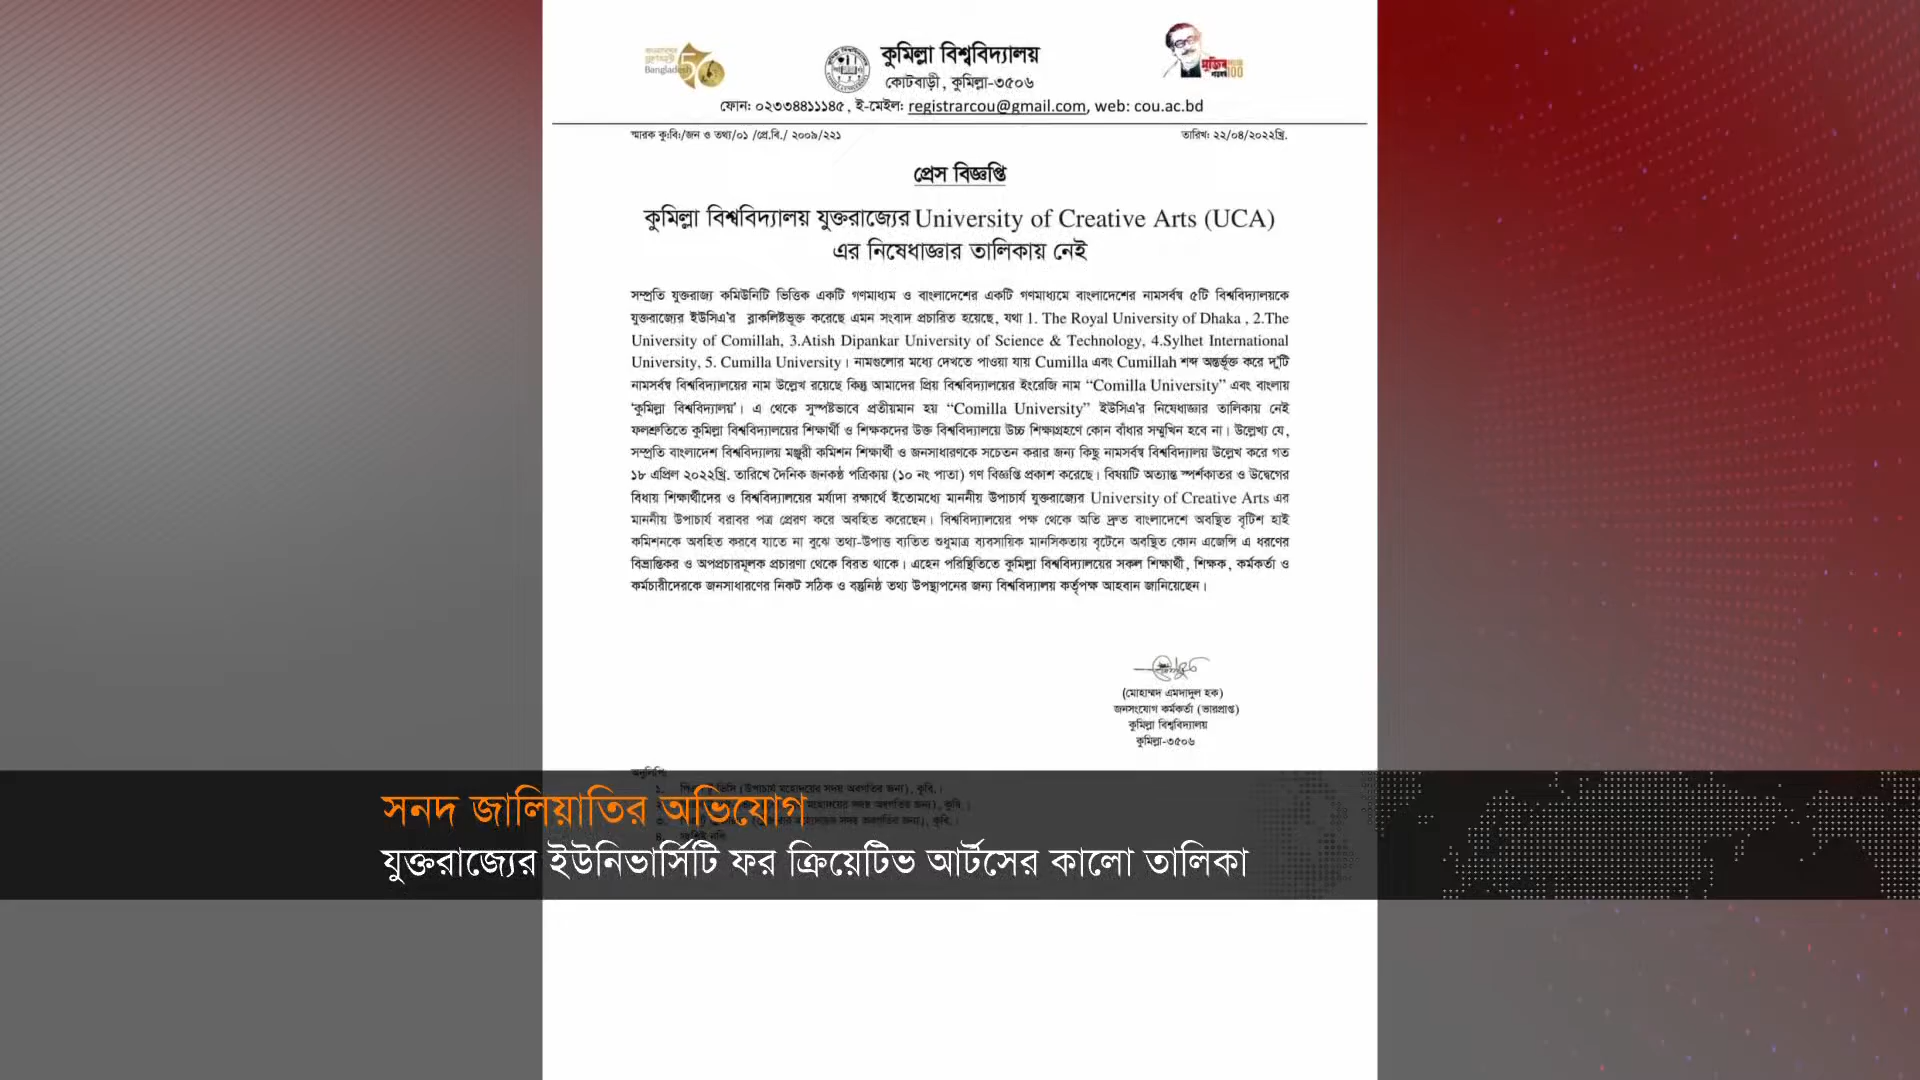 Bangladesh 50
কুমিল্লা বিশ্ববিদ্যালয়
কোটবাড়ী, কুমিল্লা-৩৫০৬
মুজিব
100
ফোন: ০২৩৩৪৪১১১৪৫, ই-মেইল: registrarcou@gmail.com, web: cou.ac.bd
স্মারক কু:বি:/জন ও তথ্য/০১ /প্রে.বি./ ২০০৯/২২১
তারিখ: ২২/০৪/২০২২খ্রি.
প্রেস বিজ্ঞপ্তি
কুমিল্লা বিশ্ববিদ্যালয় যুক্তরাজ্যের University of Creative Arts (UCA)
এর নিষেধাজ্ঞার তালিকায় নেই
সম্প্রতি যুক্তরাজ্য কমিউনিটি ভিত্তিক একটি গণমাধ্যম ও বাংলাদেশের একটি গণমাধ্যমে বাংলাদেশের নামসর্বস্ব ৫টি বিশ্ববিদ্যালয়কে
যুক্তরাজ্যের ইউসিএ'র ব্লাকলিষ্টভূক্ত করেছে এমন সংবাদ প্রচারিত হয়েছে, যথা 1. The Royal University of Dhaka , 2.The
University of Comillah, 3.Atish Dipankar University of Science & Technology, 4.Sylhet International
University, 5. Cumilla University। নামগুলোর মধ্যে দেখতে পাওয়া যায় Cumilla এবং Cumillah শব্দ অন্তর্ভূক্ত করে দু'টি
নামসর্বস্ব বিশ্ববিদ্যালয়ের নাম উল্লেখ রয়েছে কিন্তু আমাদের প্রিয় বিশ্ববিদ্যালয়ের ইংরেজি নাম “Comilla University” এবং বাংলায়
'কুমিল্লা বিশ্ববিদ্যালয়'। এ থেকে সুস্পষ্টভাবে প্রতীয়মান হয় “Comilla University” ইউসিএ'র নিষেধাজ্ঞার তালিকায় নেই
ফলশ্রুতিতে কুমিল্লা বিশ্ববিদ্যালয়ের শিক্ষার্থী ও শিক্ষকদের উক্ত বিশ্ববিদ্যালয়ে উচ্চ শিক্ষাগ্রহণে কোন বাঁধার সম্মুখিন হবে না। উল্লেখ্য যে,
সম্প্রতি বাংলাদেশ বিশ্ববিদ্যালয় মঞ্জুরী কমিশন শিক্ষার্থী ও জনসাধারণকে সচেতন করার জন্য কিছু নামসর্বস্ব বিশ্ববিদ্যালয় উল্লেখ করে গত
১৮ এপ্রিল ২০২২খ্রি. তারিখে দৈনিক জনকণ্ঠ পত্রিকায় (১০ নং পাতা) গণ বিজ্ঞপ্তি প্রকাশ করেছে। বিষয়টি অত্যান্ত স্পর্শকাতর ও উদ্বেগের
বিধায় শিক্ষার্থীদের ও বিশ্ববিদ্যালয়ের মর্যাদা রক্ষার্থে ইতোমধ্যে মাননীয় উপাচার্য যুক্তরাজ্যের University of Creative Arts এর
মাননীয় উপাচার্য বরাবর পত্র প্রেরণ করে অবহিত করেছেন। বিশ্ববিদ্যালয়ের পক্ষ থেকে অতি দ্রুত বাংলাদেশে অবস্থিত বৃটিশ হাই
কমিশনকে অবহিত করবে যাতে না বুঝে তথ্য-উপাত্ত ব্যতিত শুধুমাত্র ব্যবসায়িক মানসিকতায় বৃটেনে অবস্থিত কোন এজেন্সি এ ধরণের
বিভ্রান্তিকর ও অপপ্রচারমূলক প্রচারণা থেকে বিরত থাকে। এহেন পরিস্থিতিতে কুমিল্লা বিশ্ববিদ্যালয়ের সকল শিক্ষার্থী, শিক্ষক, কর্মকর্তা ও
কর্মচারীদেরকে জনসাধারণের নিকট সঠিক ও বস্তুনিষ্ঠ তথ্য উপস্থাপনের জন্য বিশ্ববিদ্যালয় কর্তৃপক্ষ আহবান জানিয়েছেন।
(মোহাম্মদ এমদাদুল হক)
জনসংযোগ কর্মকর্তা (ভারপ্রাপ্ত)
কুমিল্লা বিশ্ববিদ্যালয়
কুমিল্লা-৩৫০৬
অনুলিপি:
সনদ জালিয়াতির অভিযোগ
যুক্তরাজ্যের ইউনিভার্সিটি ফর ক্রিয়েটিভ আর্টসের কালো তালিকা